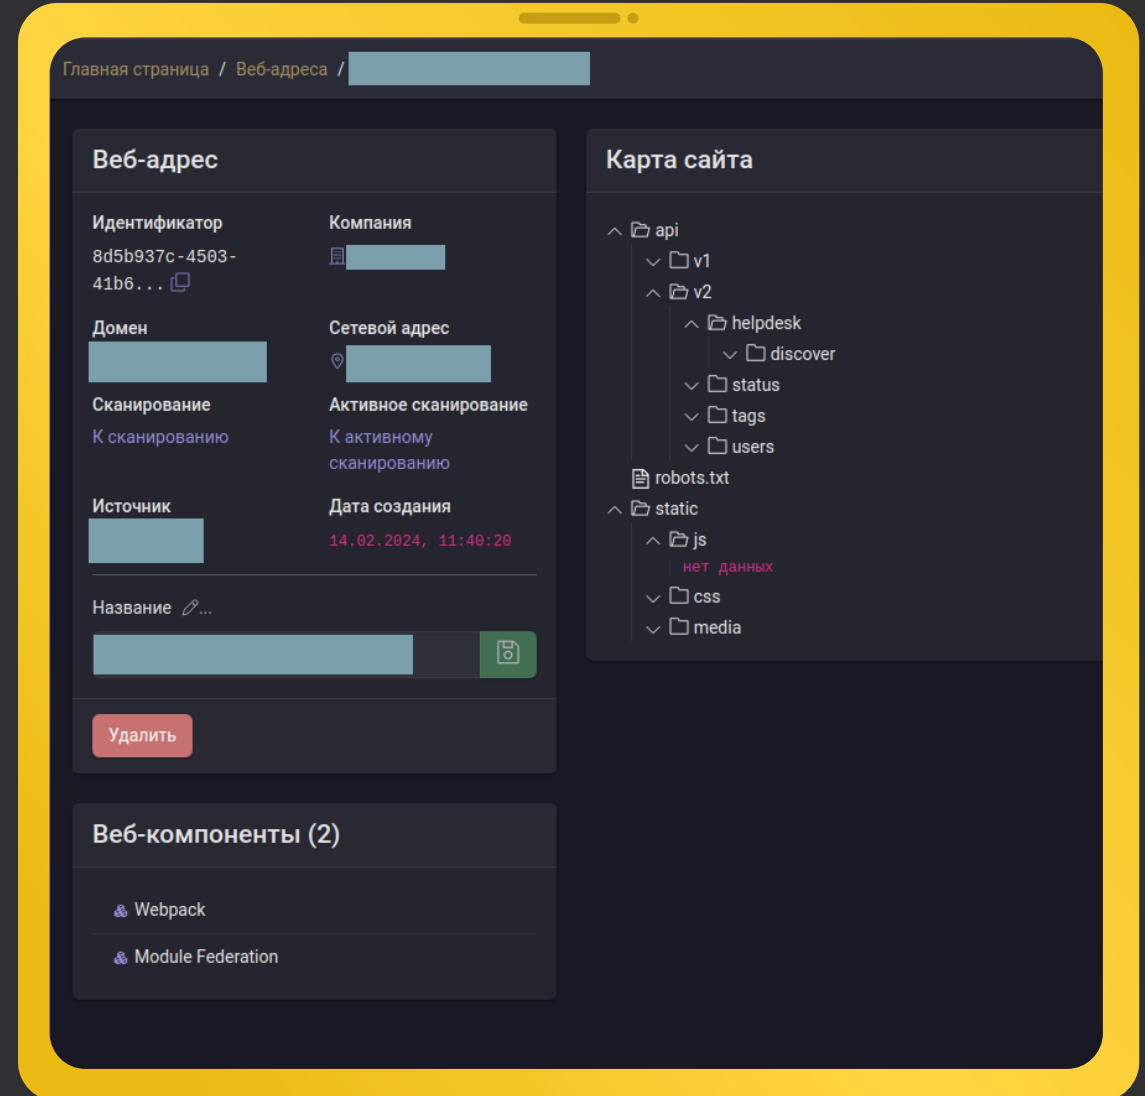 Главная страница / Веб-адреса /
Веб-адрес
Идентификатор
8d5b937c-4503-
41b6...
Компания
Домен
Сетевой адрес
Сканирование
К сканированию
Активное сканирование
К активному
сканированию
Источник
Дата создания
14.02.2024, 11:40:20
Название ...
Удалить
Веб-компоненты (2)
Webpack
Module Federation
Карта сайта
api
v1
v2
helpdesk
discover
status
tags
users
robots.txt
static
js
нет данных
css
media